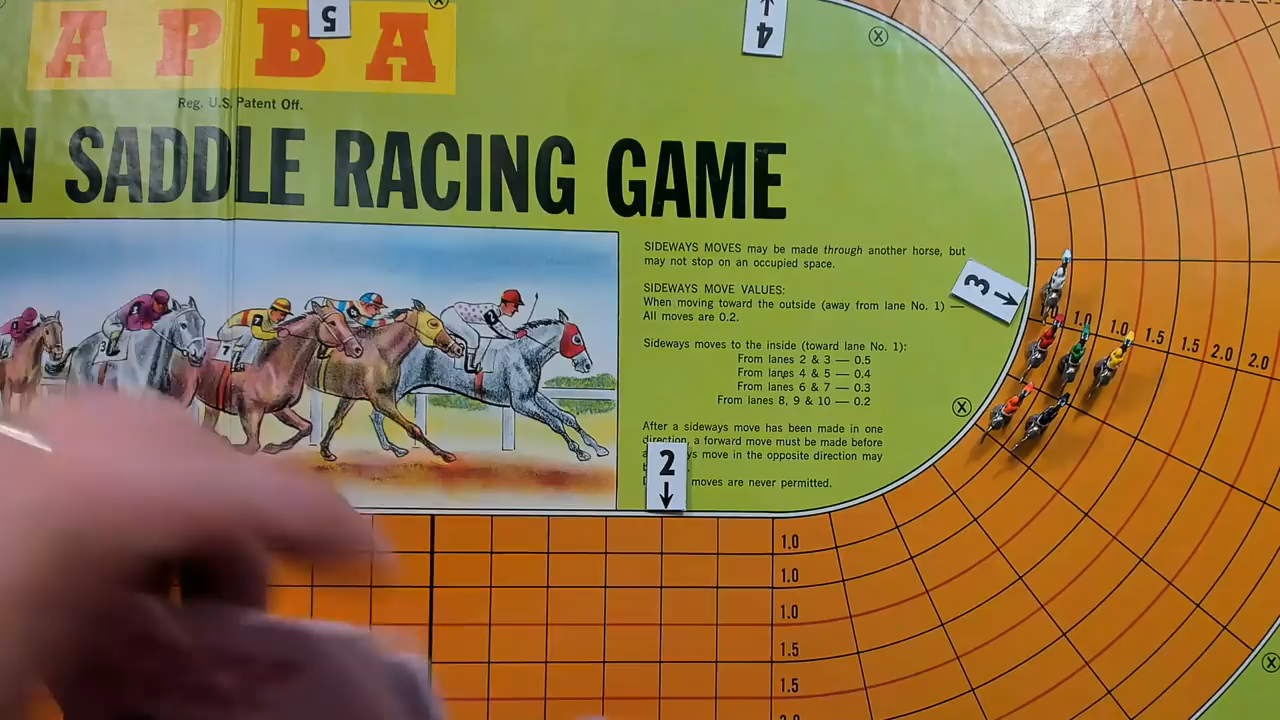 5
4
A P B A
Reg. U.S. Patent Off.
N SADDLE RACING GAME
SIDEWAYS MOVES may be made through another horse, but
may not stop on an occupied space.
SIDEWAYS MOVE VALUES:
When moving toward the outside (away from lane No. 1) —
All moves are 0.2.
Sideways moves to the inside (toward lane No. 1):
From lanes 2 & 3 — 0.5
From lanes 4 & 5 — 0.4
From lanes 6 & 7 — 0.3
From lanes 8, 9 & 10 — 0.2
After a sideways move has been made in one
direction, a forward move must be made before
ys move in the opposite direction may
moves are never permitted.
3
2
1.0 1.0 1.5 1.5 2.0 2.0
1.0
1.0
1.0
1.5
1.5